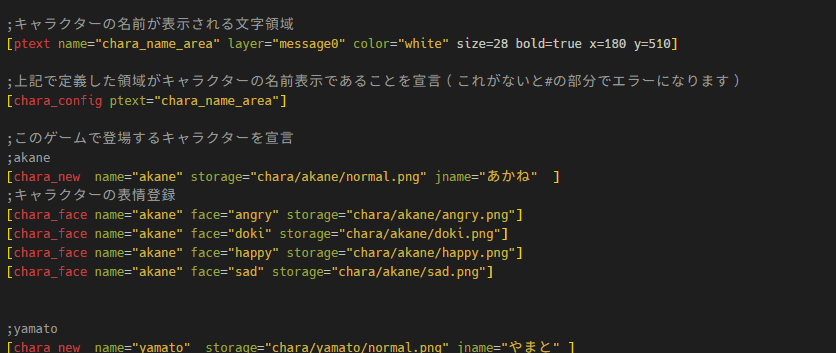 ;キャラクターの名前が表示される文字領域
[ptext name="chara_name_area" layer="message0" color="white" size=28 bold=true x=180 y=510]
;上記で定義した領域がキャラクターの名前表示であることを宣言（これがないと#の部分でエラーになります）
[chara_config ptext="chara_name_area"]
;このゲームで登場するキャラクターを宣言
;akane
[chara_new  name="akane" storage="chara/akane/normal.png" jname="あかね"  ]
;キャラクターの表情登録
[chara_face name="akane" face="angry" storage="chara/akane/angry.png"]
[chara_face name="akane" face="doki" storage="chara/akane/doki.png"]
[chara_face name="akane" face="happy" storage="chara/akane/happy.png"]
[chara_face name="akane" face="sad" storage="chara/akane/sad.png"]
;yamato
[chara_new  name="yamato"  storage="chara/yamato/normal.png" jname="やまと" ]